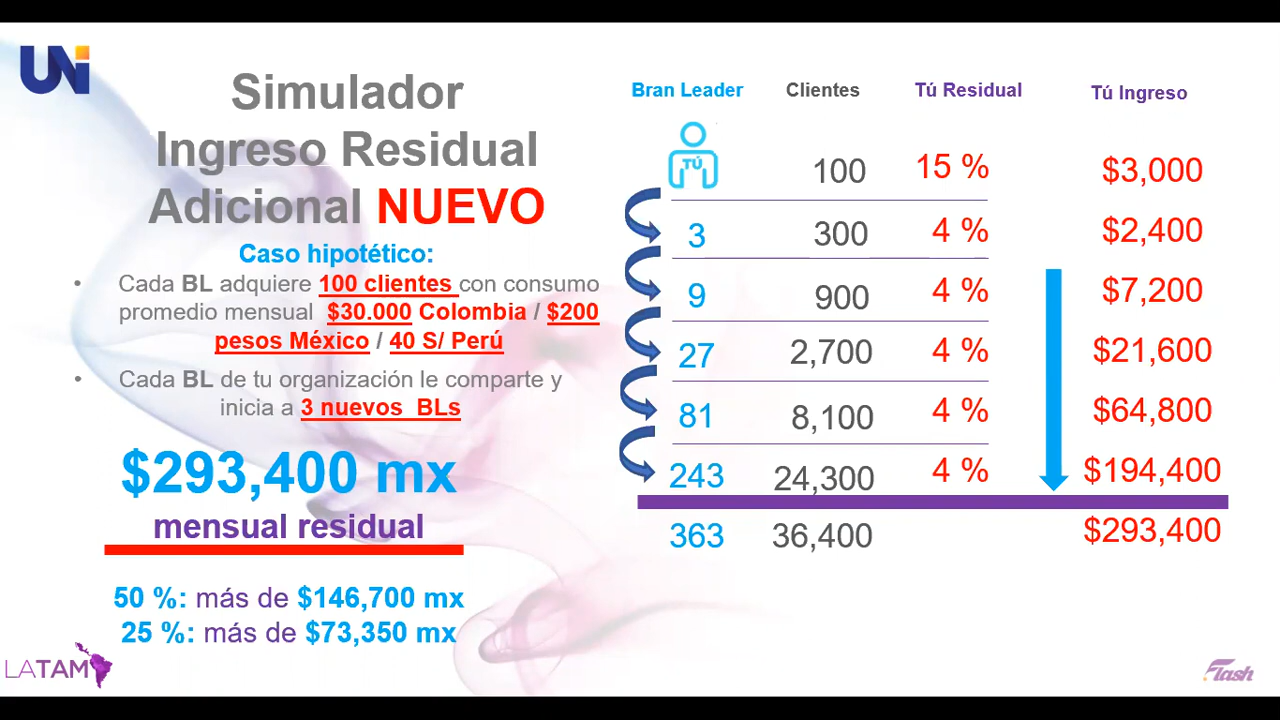 UNi
Simulador
Ingreso Residual
Adicional NUEVO
Caso hipotético:
• Cada BL adquiere 100 clientes con consumo
promedio mensual $30.000 Colombia / $200
pesos México / 40 S/ Perú
• Cada BL de tu organización le comparte y
inicia a 3 nuevos BLs
$293,400 mx
mensual residual
50 %: más de $146,700 mx
25 %: más de $73,350 mx
LATAM
Bran Leader Clientes Tú Residual Tú Ingreso
TÚ 100 15 % $3,000
3 300 4 % $2,400
9 900 4 % $7,200
27 2,700 4 % $21,600
81 8,100 4 % $64,800
243 24,300 4 % $194,400
363 36,400 $293,400
Flash